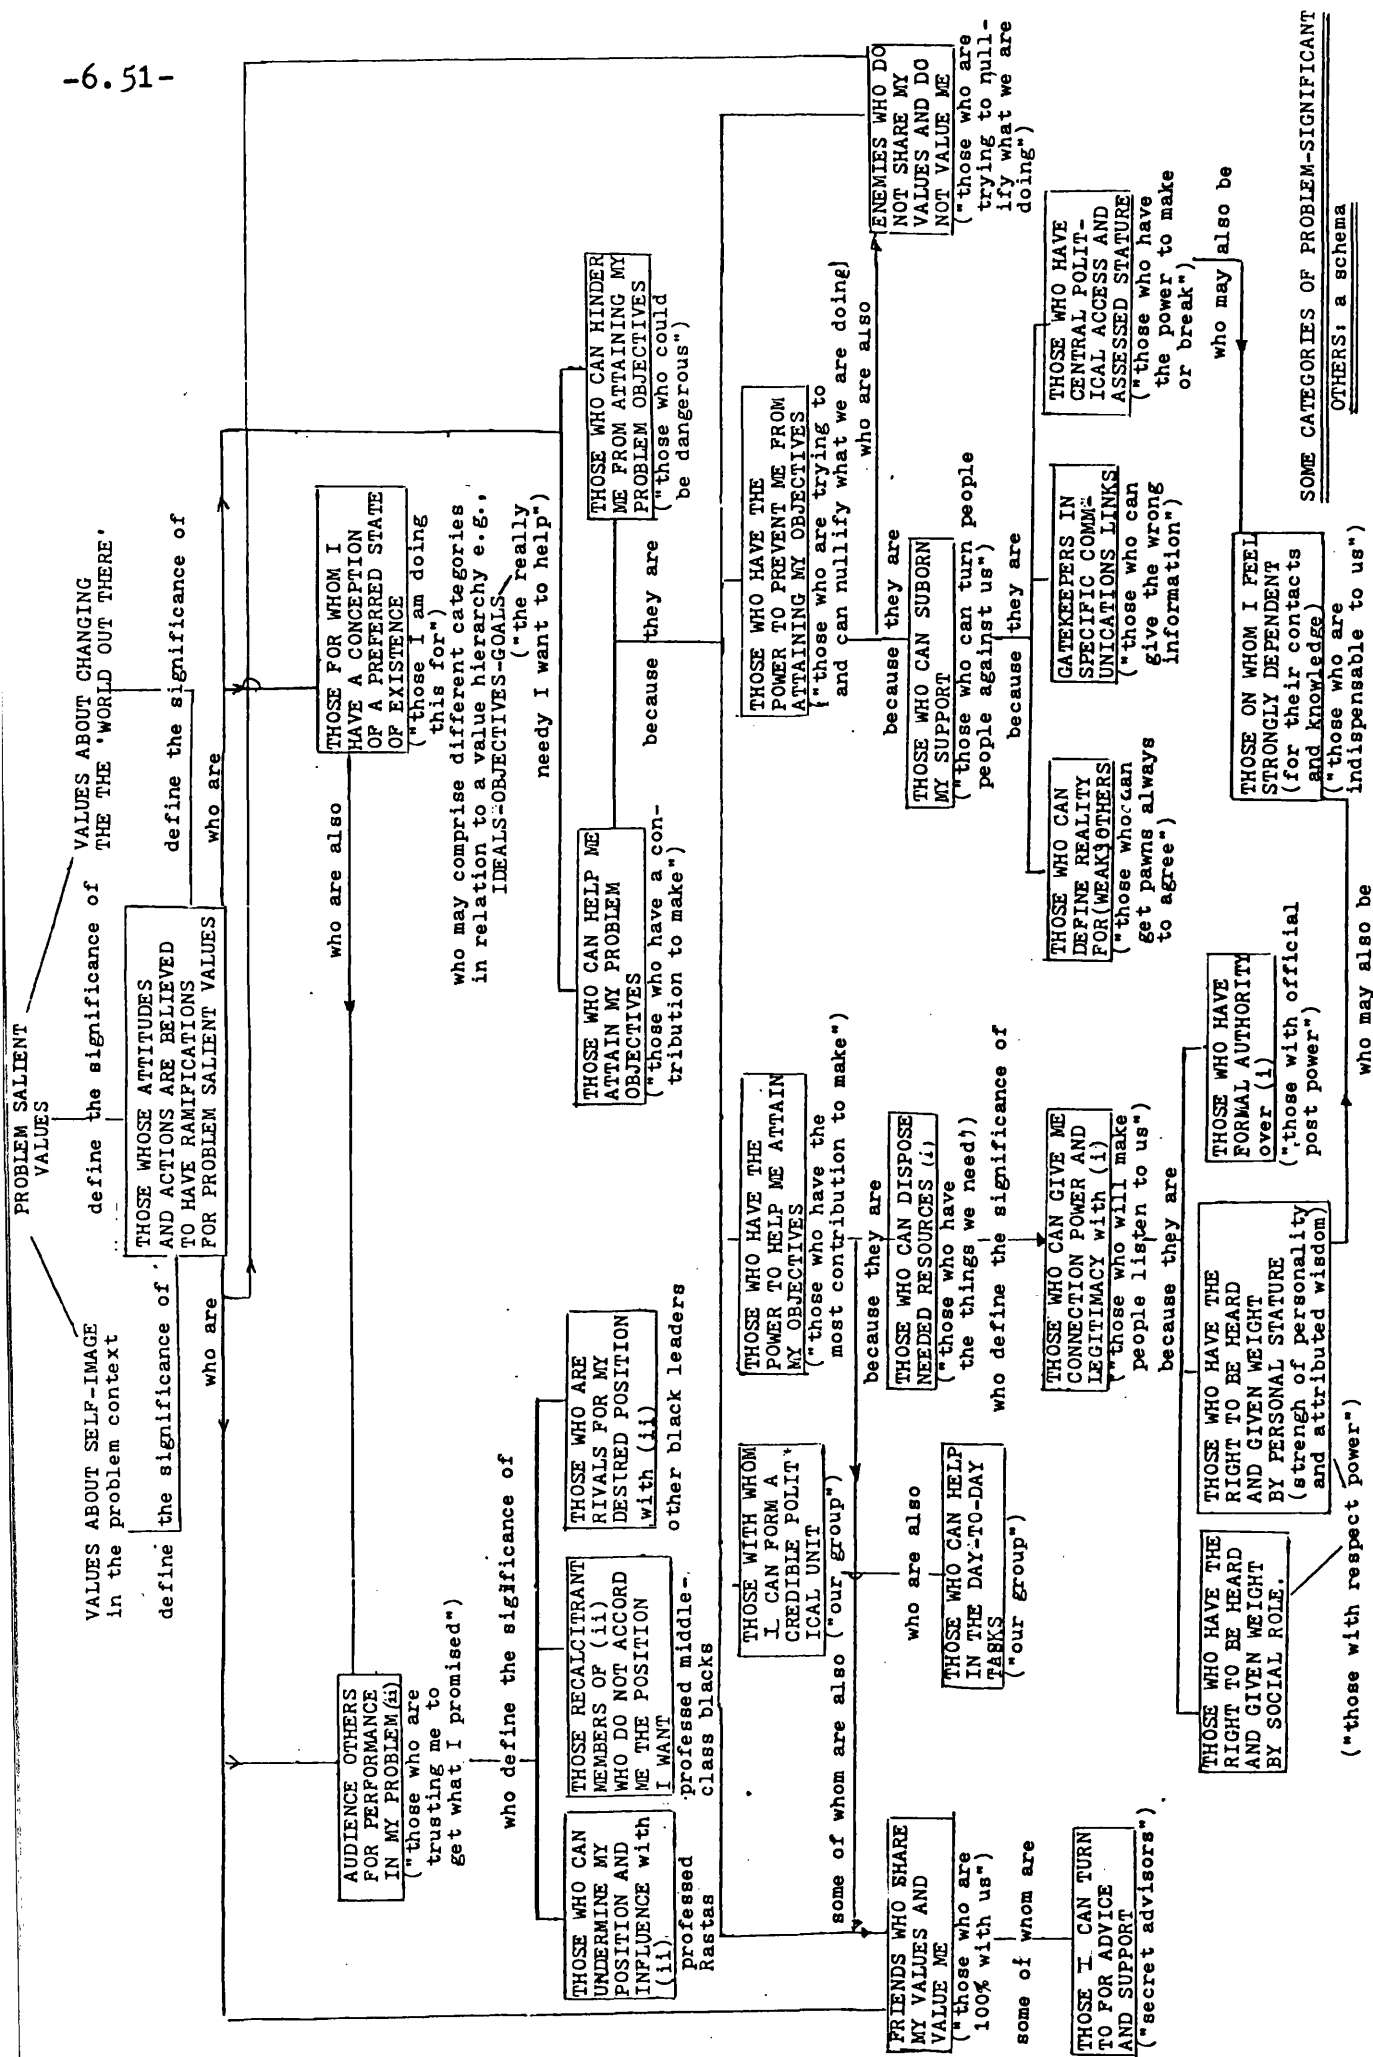 -6.51-
PROBLEM SALIENT
VALUES
VALUES ABOUT SELF-IMAGE
in the problem context
VALUES ABOUT CHANGING
THE THE 'WORLD OUT THERE'
define the significance of
define the significance of
define the significance of
THOSE WHOSE ATTITUDES
AND ACTIONS ARE BELIEVED
TO HAVE RAMIFICATIONS
FOR PROBLEM SALIENT VALUES
who are
who are
AUDIENCE OTHERS
FOR PERFORMANCE
IN MY PROBLEM (ii)
("those who are
trusting me to
get what I promised")
who are also
THOSE FOR WHOM I
HAVE A CONCEPTION
OF A PREFERRED STATE
OF EXISTENCE
("those I am doing
this for")
who may comprise different categories
in relation to a value hierarchy e.g.,
IDEALS-OBJECTIVES-GOALS
("the really
needy I want to help")
who define the significance of
THOSE WHO CAN
UNDERMINE MY
POSITION AND
INFLUENCE with
(ii)
professed
Rastas
THOSE RECALCITRANT
MEMBERS OF (ii)
WHO DO NOT ACCORD
ME THE POSITION
I WANT
professed middle-
class blacks
THOSE WHO ARE
RIVALS FOR MY
DESIRED POSITION
with (ii)
other black leaders
THOSE WHO CAN HELP ME
ATTAIN MY PROBLEM
OBJECTIVES
("those who have a con-
tribution to make")
THOSE WHO CAN HINDER
ME FROM ATTAINING MY
PROBLEM OBJECTIVES
("those who could
be dangerous")
because they are
THOSE WITH WHOM
I CAN FORM A
CREDIBLE POLIT-
ICAL UNIT
("our group")
some of whom are also
THOSE WHO HAVE THE
POWER TO HELP ME ATTAIN
MY OBJECTIVES
("those who have the
most contribution to make")
THOSE WHO HAVE THE
POWER TO PREVENT ME FROM
ATTAINING MY OBJECTIVES
("those who are trying to
and can nullify what we are doing)
who are also
ENEMIES WHO DO
NOT SHARE MY
VALUES AND DO
NOT VALUE ME
("those who are
trying to null-
ify what we are
doing")
FRIENDS WHO SHARE
MY VALUES AND
VALUE ME
("those who are
100% with us")
some of whom are
THOSE I CAN TURN
TO FOR ADVICE
AND SUPPORT
("secret advisors")
who are also
THOSE WHO CAN HELP
IN THE DAY-TO-DAY
TASKS
("our group")
because they are
THOSE WHO CAN DISPOSE
NEEDED RESOURCES (i)
("those who have
the things we need'))
who define the significance of
THOSE WHO CAN GIVE ME
CONNECTION POWER AND
LEGITIMACY with (i)
("those who will make
people listen to us")
because they are
because they are
THOSE WHO CAN SUBORN
MY SUPPORT
("those who can turn people
people against us")
because they are
THOSE WHO CAN
DEFINE REALITY
FOR(WEAK)OTHERS
("those who can
get pawns always
to agree")
GATEKEEPERS IN
SPECIFIC COMM-
UNICATIONS LINKS
("those who can
give the wrong
information")
THOSE WHO HAVE
CENTRAL POLIT-
ICAL ACCESS AND
ASSESSED STATURE
("those who have
the power to make
or break")
who may also be
THOSE WHO HAVE THE
RIGHT TO BE HEARD
AND GIVEN WEIGHT
BY SOCIAL ROLE.
THOSE WHO HAVE THE
RIGHT TO BE HEARD
AND GIVEN WEIGHT
BY PERSONAL STATURE
(strengh of personality
and attributed wisdom)
("those with respect power")
THOSE WHO HAVE
FORMAL AUTHORITY
over (i)
("those with official
post power")
who may also be
THOSE ON WHOM I FEEL
STRONGLY DEPENDENT
(for their contacts
and knowledge)
("those who are
indispensable to us")
SOME CATEGORIES OF PROBLEM-SIGNIFICANT
OTHERS: a schema